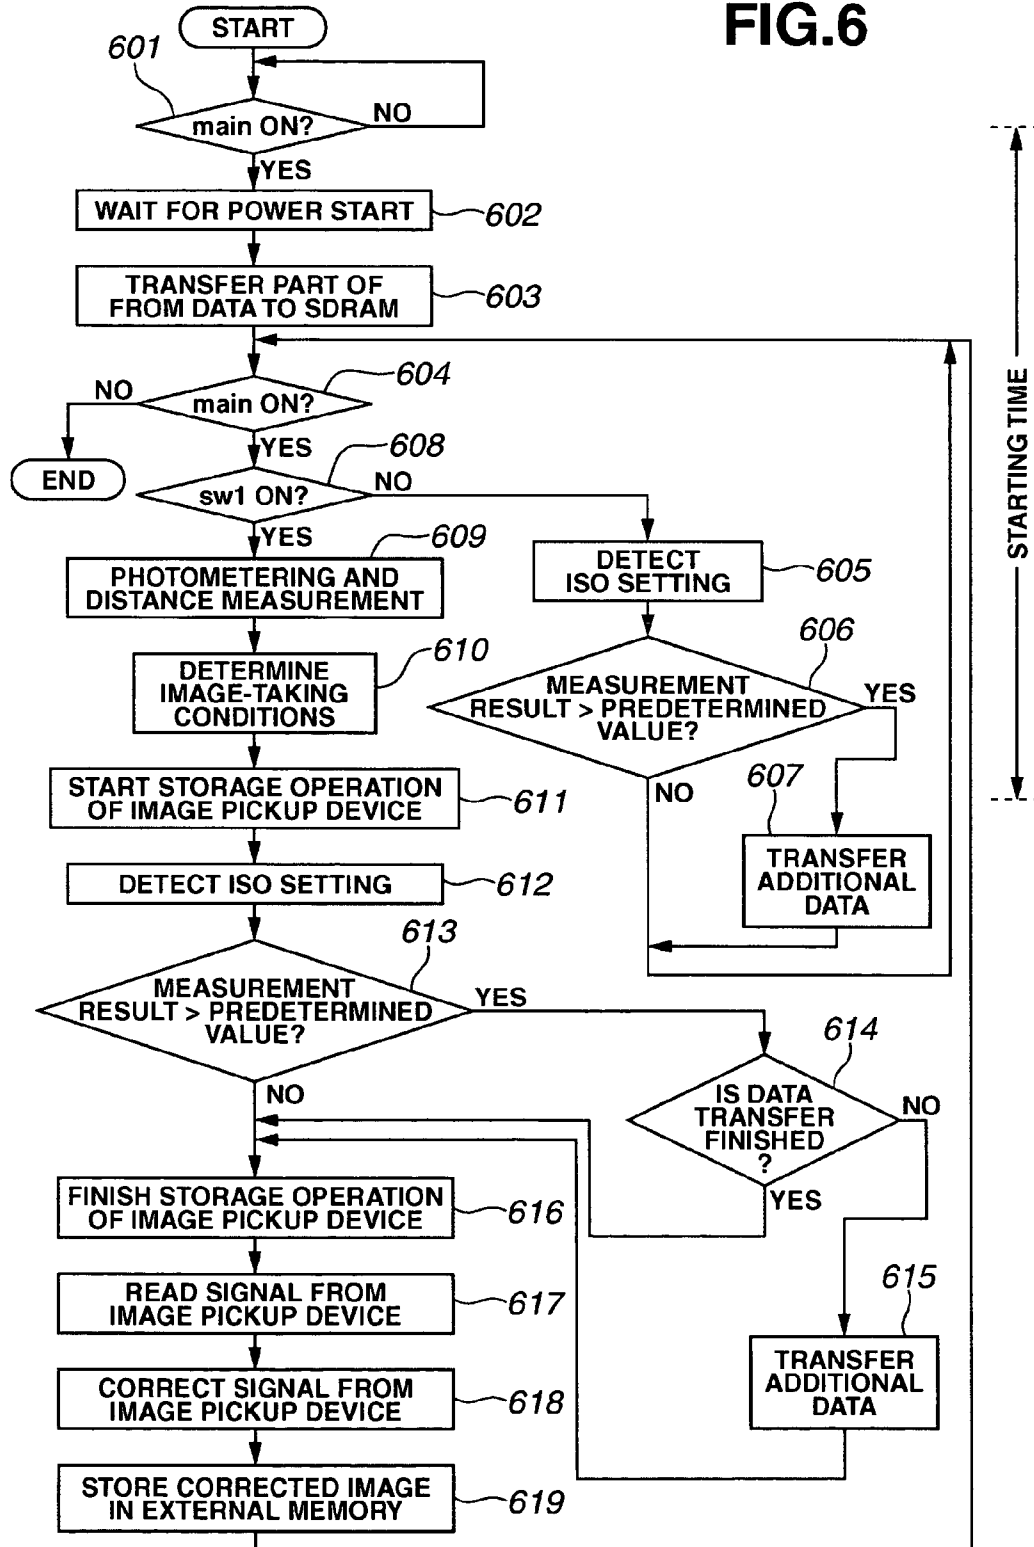 FIG.6
START
601
main ON?
NO
YES
WAIT FOR POWER START
602
TRANSFER PART OF
FROM DATA TO SDRAM
603
604
NO
main ON?
YES
END
608
sw1 ON?
NO
YES
609
PHOTOMETERING AND
DISTANCE MEASUREMENT
DETECT
ISO SETTING
605
610
DETERMINE
IMAGE-TAKING
CONDITIONS
606
MEASUREMENT
RESULT > PREDETERMINED
VALUE?
YES
NO
607
TRANSFER
ADDITIONAL
DATA
STARTING TIME
START STORAGE OPERATION
OF IMAGE PICKUP DEVICE
611
DETECT ISO SETTING
612
613
MEASUREMENT
RESULT > PREDETERMINED
VALUE?
YES
NO
614
IS DATA
TRANSFER
FINISHED
?
NO
YES
615
TRANSFER
ADDITIONAL
DATA
FINISH STORAGE OPERATION
OF IMAGE PICKUP DEVICE
616
READ SIGNAL FROM
IMAGE PICKUP DEVICE
617
CORRECT SIGNAL FROM
IMAGE PICKUP DEVICE
618
STORE CORRECTED IMAGE
IN EXTERNAL MEMORY
619